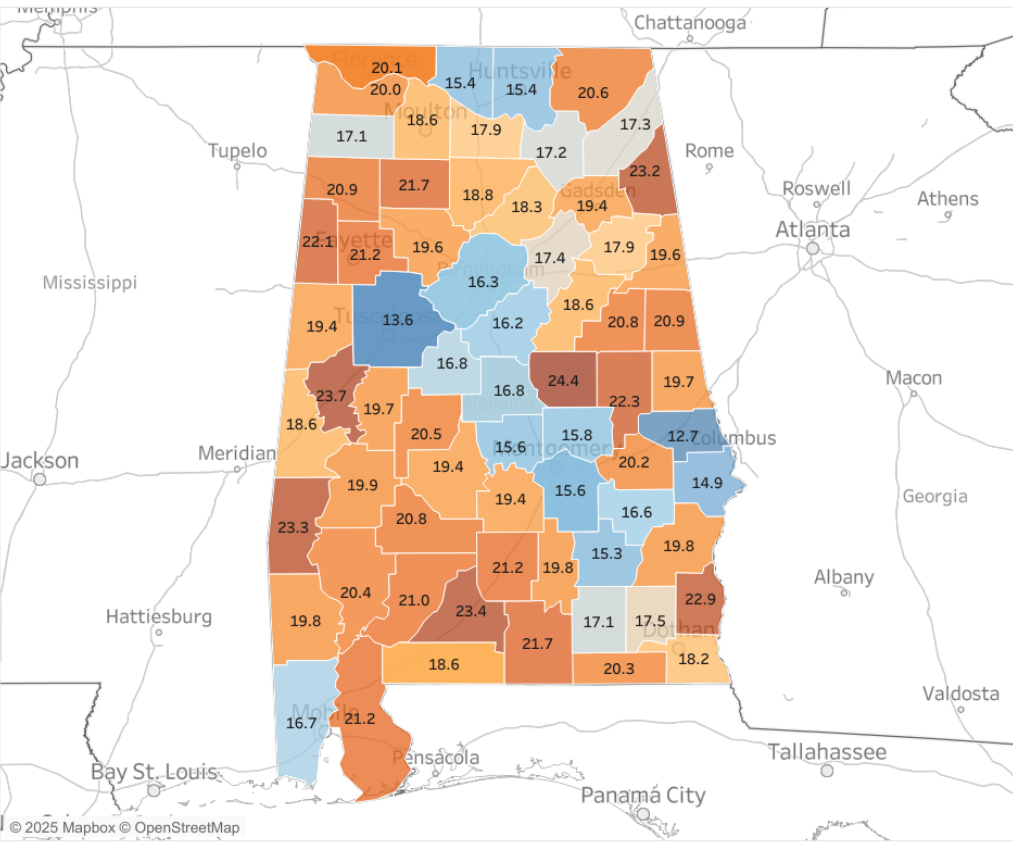 Memphis
Chattanooga
Florence
20.1
Huntsville
15.4
15.4
20.6
20.0
Moulton
18.6
17.9
17.3
17.1
17.2
Tupelo
Rome
23.2
20.9
21.7
18.8
Gadsden
Roswell
18.3
19.4
Athens
Atlanta
22.1
Fayette
21.2
19.6
17.4
17.9
19.6
Birmingham
Mississippi
16.3
18.6
Tuscaloosa
13.6
19.4
16.2
20.8
20.9
16.8
Macon
24.4
19.7
23.7
16.8
22.3
19.7
Alabama
18.6
20.5
15.6
15.8
12.7
Columbus
Montgomery
Meridian
Jackson
19.4
20.2
19.9
14.9
15.6
19.4
Georgia
16.6
20.8
23.3
19.8
15.3
21.2
19.8
Albany
20.4
21.0
22.9
Hattiesburg
23.4
19.8
17.1
17.5
Dothan
21.7
18.6
20.3
18.2
Valdosta
Mobile
16.7
21.2
Pensacola
Tallahassee
Bay St. Louis
Panama City
© 2025 Mapbox © OpenStreetMap